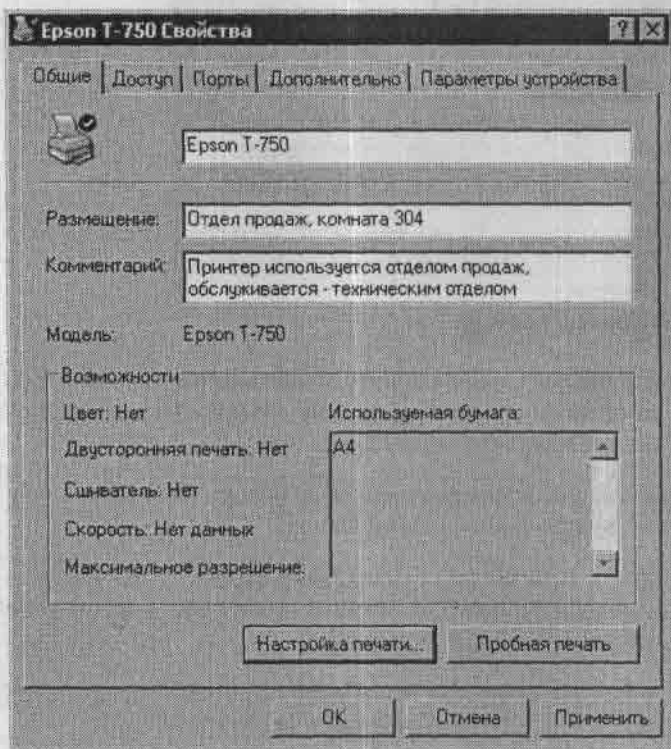 Epson T-750 Свойства
Общие Доступ Порты Дополнительно Параметры устройства
Epson T-750
Размещение: Отдел продаж, комната 304
Комментарий: Принтер используется отделом продаж,
обслуживается - техническим отделом
Модель: Epson T-750
Возможности
Цвет: Нет Используемая бумага:
Двусторонняя печать: Нет A4
Сшиватель: Нет
Скорость: Нет данных
Максимальное разрешение:
Настройка печати... Пробная печать
OK Отмена Применить